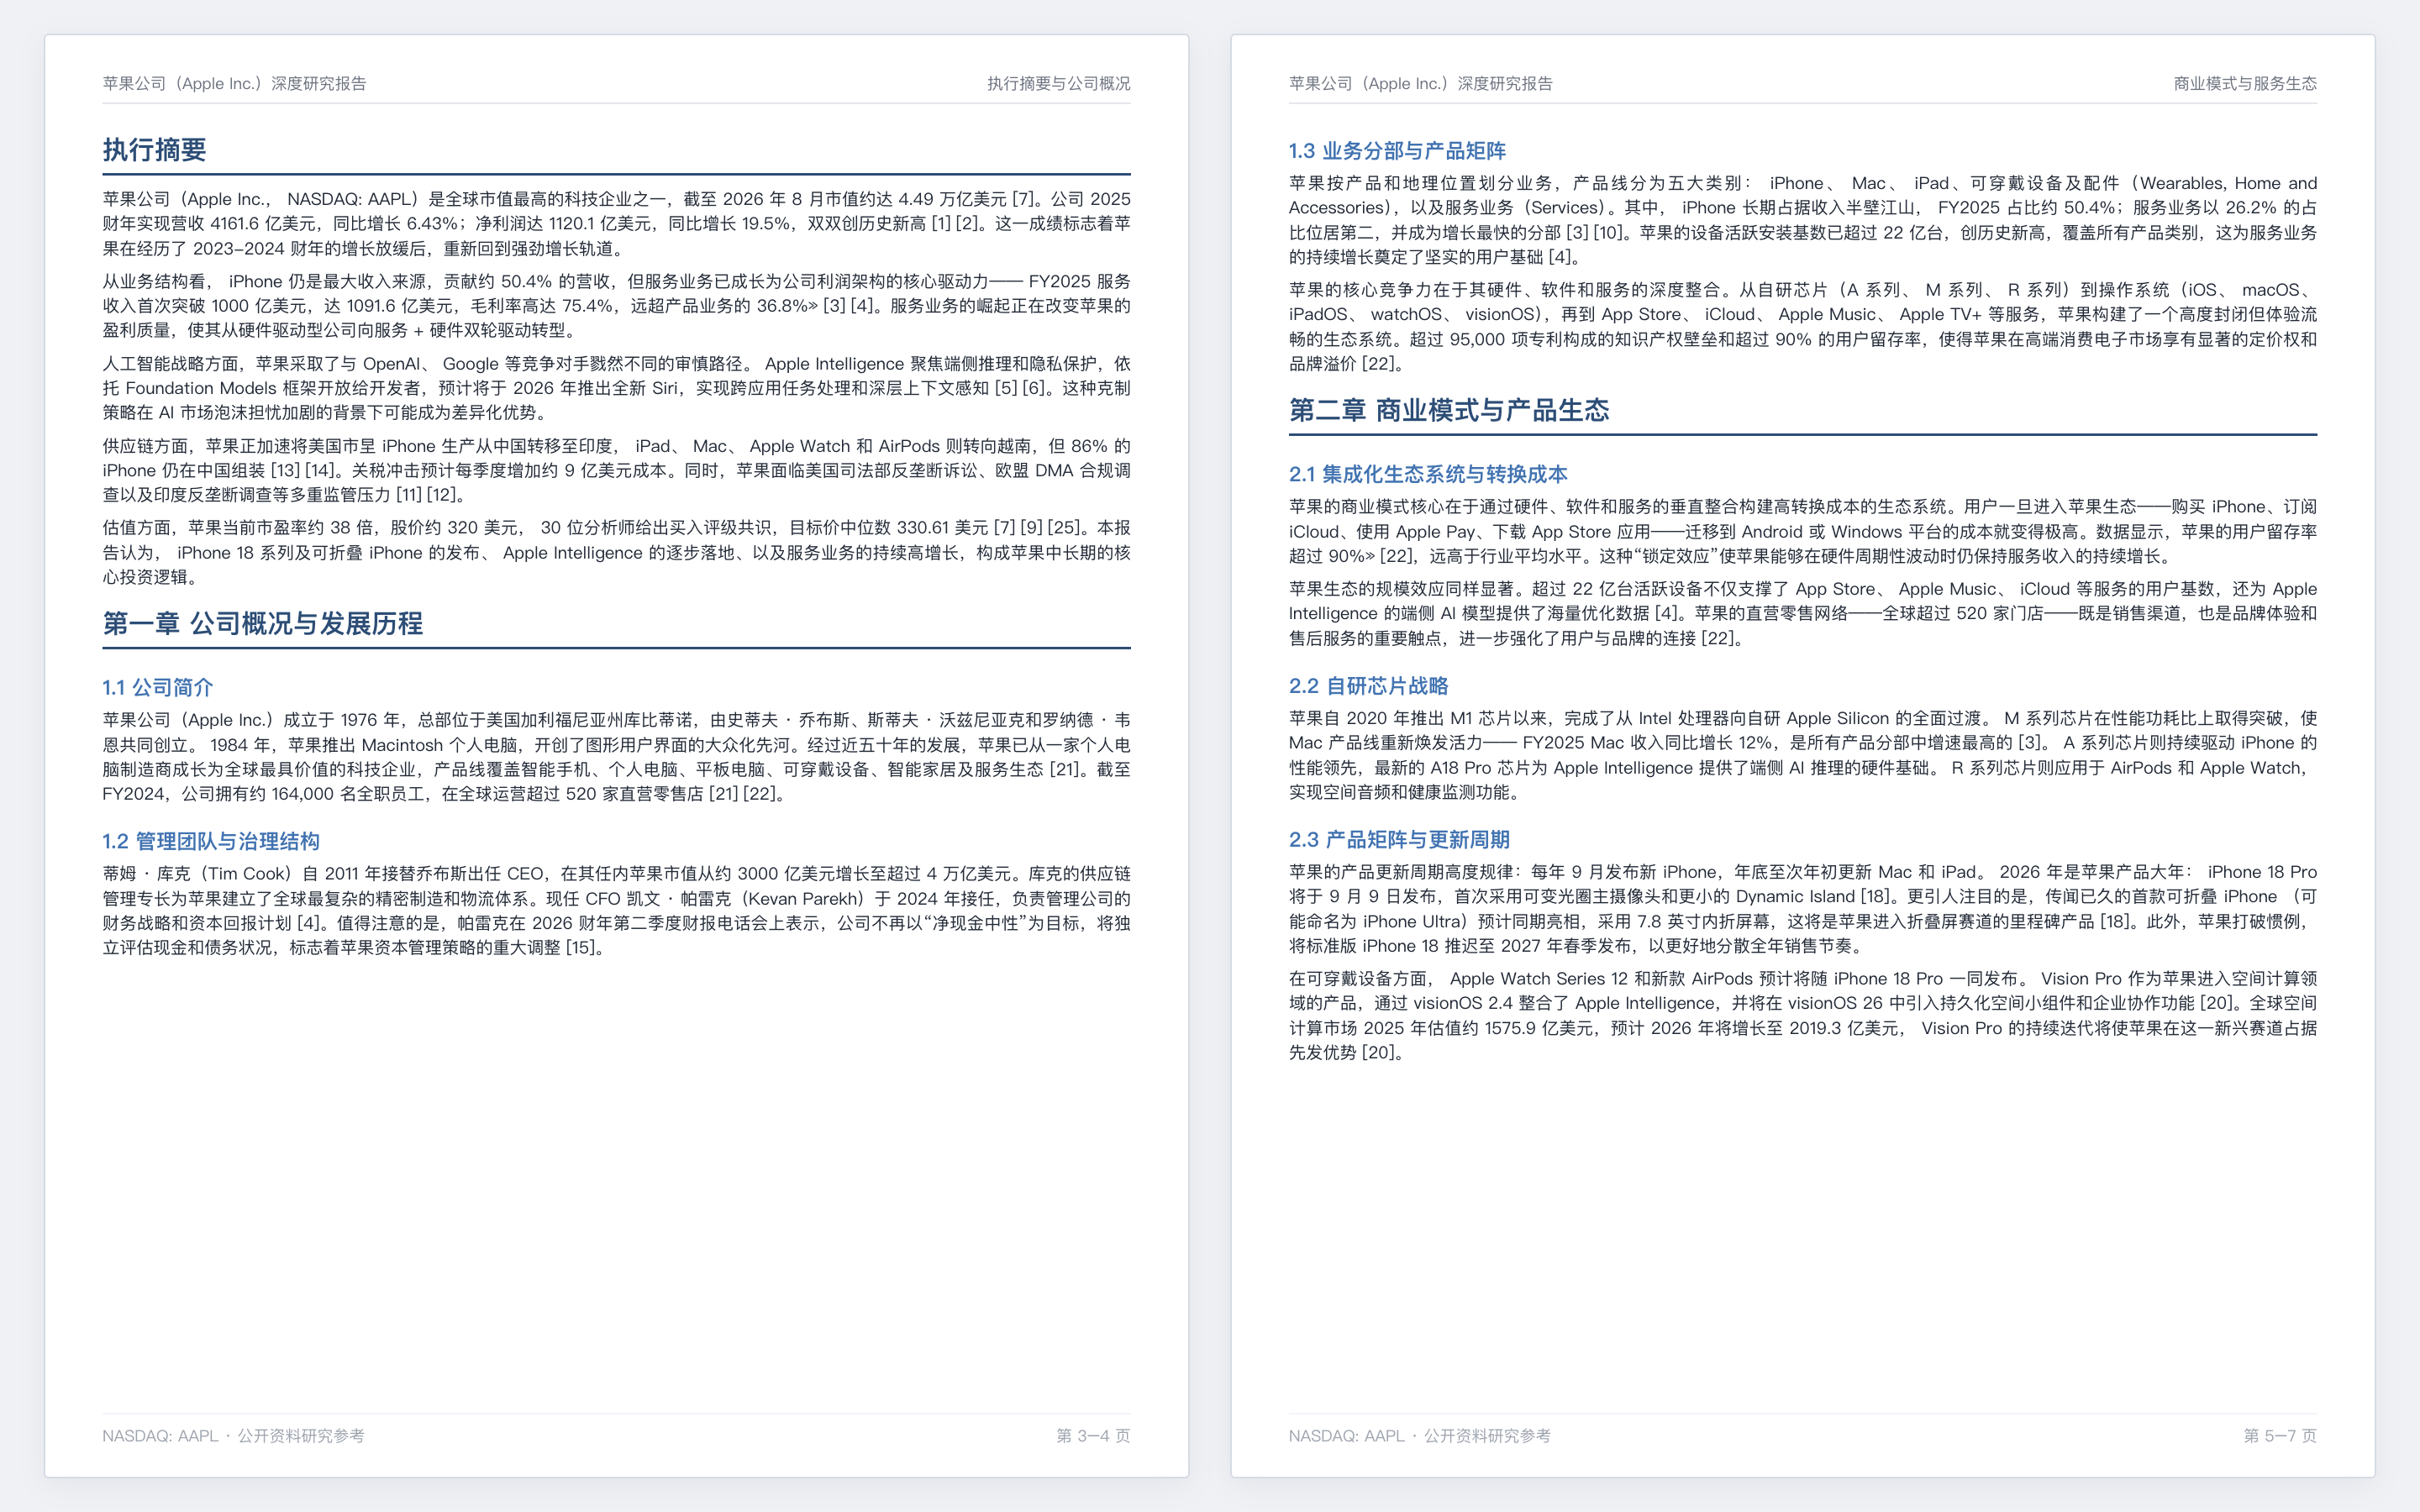 苹果公司（Apple Inc.）深度研究报告
执行摘要与公司概况
执行摘要
苹果公司（Apple Inc.， NASDAQ: AAPL）是全球市值最高的科技企业之一，截至 2026 年 8 月市值约达 4.49 万亿美元 [7]。公司 2025
财年实现营收 4161.6 亿美元，同比增长 6.43%；净利润达 1120.1 亿美元，同比增长 19.5%，双双创历史新高 [1] [2]。这一成绩标志着苹
果在经历了 2023–2024 财年的增长放缓后，重新回到强劲增长轨道。
从业务结构看， iPhone 仍是最大收入来源，贡献约 50.4% 的营收，但服务业务已成长为公司利润架构的核心驱动力—— FY2025 服务
收入首次突破 1000 亿美元，达 1091.6 亿美元，毛利率高达 75.4%，远超产品业务的 36.8%» [3] [4]。服务业务的崛起正在改变苹果的
盈利质量，使其从硬件驱动型公司向服务 + 硬件双轮驱动转型。
人工智能战略方面，苹果采取了与 OpenAI、 Google 等竞争对手戮然不同的审慎路径。 Apple Intelligence 聚焦端侧推理和隐私保护，依
托 Foundation Models 框架开放给开发者，预计将于 2026 年推出全新 Siri，实现跨应用任务处理和深层上下文感知 [5] [6]。这种克制
策略在 AI 市场泡沫担忧加剧的背景下可能成为差异化优势。
供应链方面，苹果正加速将美国市垦 iPhone 生产从中国转移至印度， iPad、 Mac、 Apple Watch 和 AirPods 则转向越南，但 86% 的
iPhone 仍在中国组装 [13] [14]。关税冲击预计每季度增加约 9 亿美元成本。同时，苹果面临美国司法部反垄断诉讼、欧盟 DMA 合规调
查以及印度反垄断调查等多重监管压力 [11] [12]。
估值方面，苹果当前市盈率约 38 倍，股价约 320 美元， 30 位分析师给出买入评级共识，目标价中位数 330.61 美元 [7] [9] [25]。本报
告认为， iPhone 18 系列及可折叠 iPhone 的发布、 Apple Intelligence 的逐步落地、以及服务业务的持续高增长，构成苹果中长期的核
心投资逻辑。
第一章 公司概况与发展历程
1.1 公司简介
苹果公司（Apple Inc.）成立于 1976 年，总部位于美国加利福尼亚州库比蒂诺，由史蒂夫 · 乔布斯、斯蒂夫 · 沃兹尼亚克和罗纳德 · 韦
恩共同创立。 1984 年，苹果推出 Macintosh 个人电脑，开创了图形用户界面的大众化先河。经过近五十年的发展，苹果已从一家个人电
脑制造商成长为全球最具价值的科技企业，产品线覆盖智能手机、个人电脑、平板电脑、可穿戴设备、智能家居及服务生态 [21]。截至
FY2024，公司拥有约 164,000 名全职员工，在全球运营超过 520 家直营零售店 [21] [22]。
1.2 管理团队与治理结构
蒂姆 · 库克（Tim Cook）自 2011 年接替乔布斯出任 CEO，在其任内苹果市值从约 3000 亿美元增长至超过 4 万亿美元。库克的供应链
管理专长为苹果建立了全球最复杂的精密制造和物流体系。现任 CFO 凯文 · 帕雷克（Kevan Parekh）于 2024 年接任，负责管理公司的
财务战略和资本回报计划 [4]。值得注意的是，帕雷克在 2026 财年第二季度财报电话会上表示，公司不再以“净现金中性”为目标，将独
立评估现金和债务状况，标志着苹果资本管理策略的重大调整 [15]。
NASDAQ: AAPL · 公开资料研究参考
第 3—4 页
苹果公司（Apple Inc.）深度研究报告
商业模式与服务生态
1.3 业务分部与产品矩阵
苹果按产品和地理位置划分业务，产品线分为五大类别： iPhone、 Mac、 iPad、可穿戴设备及配件（Wearables, Home and
Accessories），以及服务业务（Services）。其中， iPhone 长期占据收入半壁江山， FY2025 占比约 50.4%；服务业务以 26.2% 的占
比位居第二，并成为增长最快的分部 [3] [10]。苹果的设备活跃安装基数已超过 22 亿台，创历史新高，覆盖所有产品类别，这为服务业务
的持续增长奠定了坚实的用户基础 [4]。
苹果的核心竞争力在于其硬件、软件和服务的深度整合。从自研芯片（A 系列、 M 系列、 R 系列）到操作系统（iOS、 macOS、
iPadOS、 watchOS、 visionOS），再到 App Store、 iCloud、 Apple Music、 Apple TV+ 等服务，苹果构建了一个高度封闭但体验流
畅的生态系统。超过 95,000 项专利构成的知识产权壁垒和超过 90% 的用户留存率，使得苹果在高端消费电子市场享有显著的定价权和
品牌溢价 [22]。
第二章 商业模式与产品生态
2.1 集成化生态系统与转换成本
苹果的商业模式核心在于通过硬件、软件和服务的垂直整合构建高转换成本的生态系统。用户一旦进入苹果生态——购买 iPhone、订阅
iCloud、使用 Apple Pay、下载 App Store 应用——迁移到 Android 或 Windows 平台的成本就变得极高。数据显示，苹果的用户留存率
超过 90%» [22]，远高于行业平均水平。这种“锁定效应”使苹果能够在硬件周期性波动时仍保持服务收入的持续增长。
苹果生态的规模效应同样显著。超过 22 亿台活跃设备不仅支撑了 App Store、 Apple Music、 iCloud 等服务的用户基数，还为 Apple
Intelligence 的端侧 AI 模型提供了海量优化数据 [4]。苹果的直营零售网络——全球超过 520 家门店——既是销售渠道，也是品牌体验和
售后服务的重要触点，进一步强化了用户与品牌的连接 [22]。
2.2 自研芯片战略
苹果自 2020 年推出 M1 芯片以来，完成了从 Intel 处理器向自研 Apple Silicon 的全面过渡。 M 系列芯片在性能功耗比上取得突破，使
Mac 产品线重新焕发活力—— FY2025 Mac 收入同比增长 12%，是所有产品分部中增速最高的 [3]。 A 系列芯片则持续驱动 iPhone 的
性能领先，最新的 A18 Pro 芯片为 Apple Intelligence 提供了端侧 AI 推理的硬件基础。 R 系列芯片则应用于 AirPods 和 Apple Watch，
实现空间音频和健康监测功能。
2.3 产品矩阵与更新周期
苹果的产品更新周期高度规律：每年 9 月发布新 iPhone，年底至次年初更新 Mac 和 iPad。 2026 年是苹果产品大年： iPhone 18 Pro
将于 9 月 9 日发布，首次采用可变光圈主摄像头和更小的 Dynamic Island [18]。更引人注目的是，传闻已久的首款可折叠 iPhone （可
能命名为 iPhone Ultra）预计同期亮相，采用 7.8 英寸内折屏幕，这将是苹果进入折叠屏赛道的里程碑产品 [18]。此外，苹果打破惯例，
将标准版 iPhone 18 推迟至 2027 年春季发布，以更好地分散全年销售节奏。
在可穿戴设备方面， Apple Watch Series 12 和新款 AirPods 预计将随 iPhone 18 Pro 一同发布。 Vision Pro 作为苹果进入空间计算领
域的产品，通过 visionOS 2.4 整合了 Apple Intelligence，并将在 visionOS 26 中引入持久化空间小组件和企业协作功能 [20]。全球空间
计算市场 2025 年估值约 1575.9 亿美元，预计 2026 年将增长至 2019.3 亿美元， Vision Pro 的持续迭代将使苹果在这一新兴赛道占据
先发优势 [20]。
NASDAQ: AAPL · 公开资料研究参考
第 5—7 页